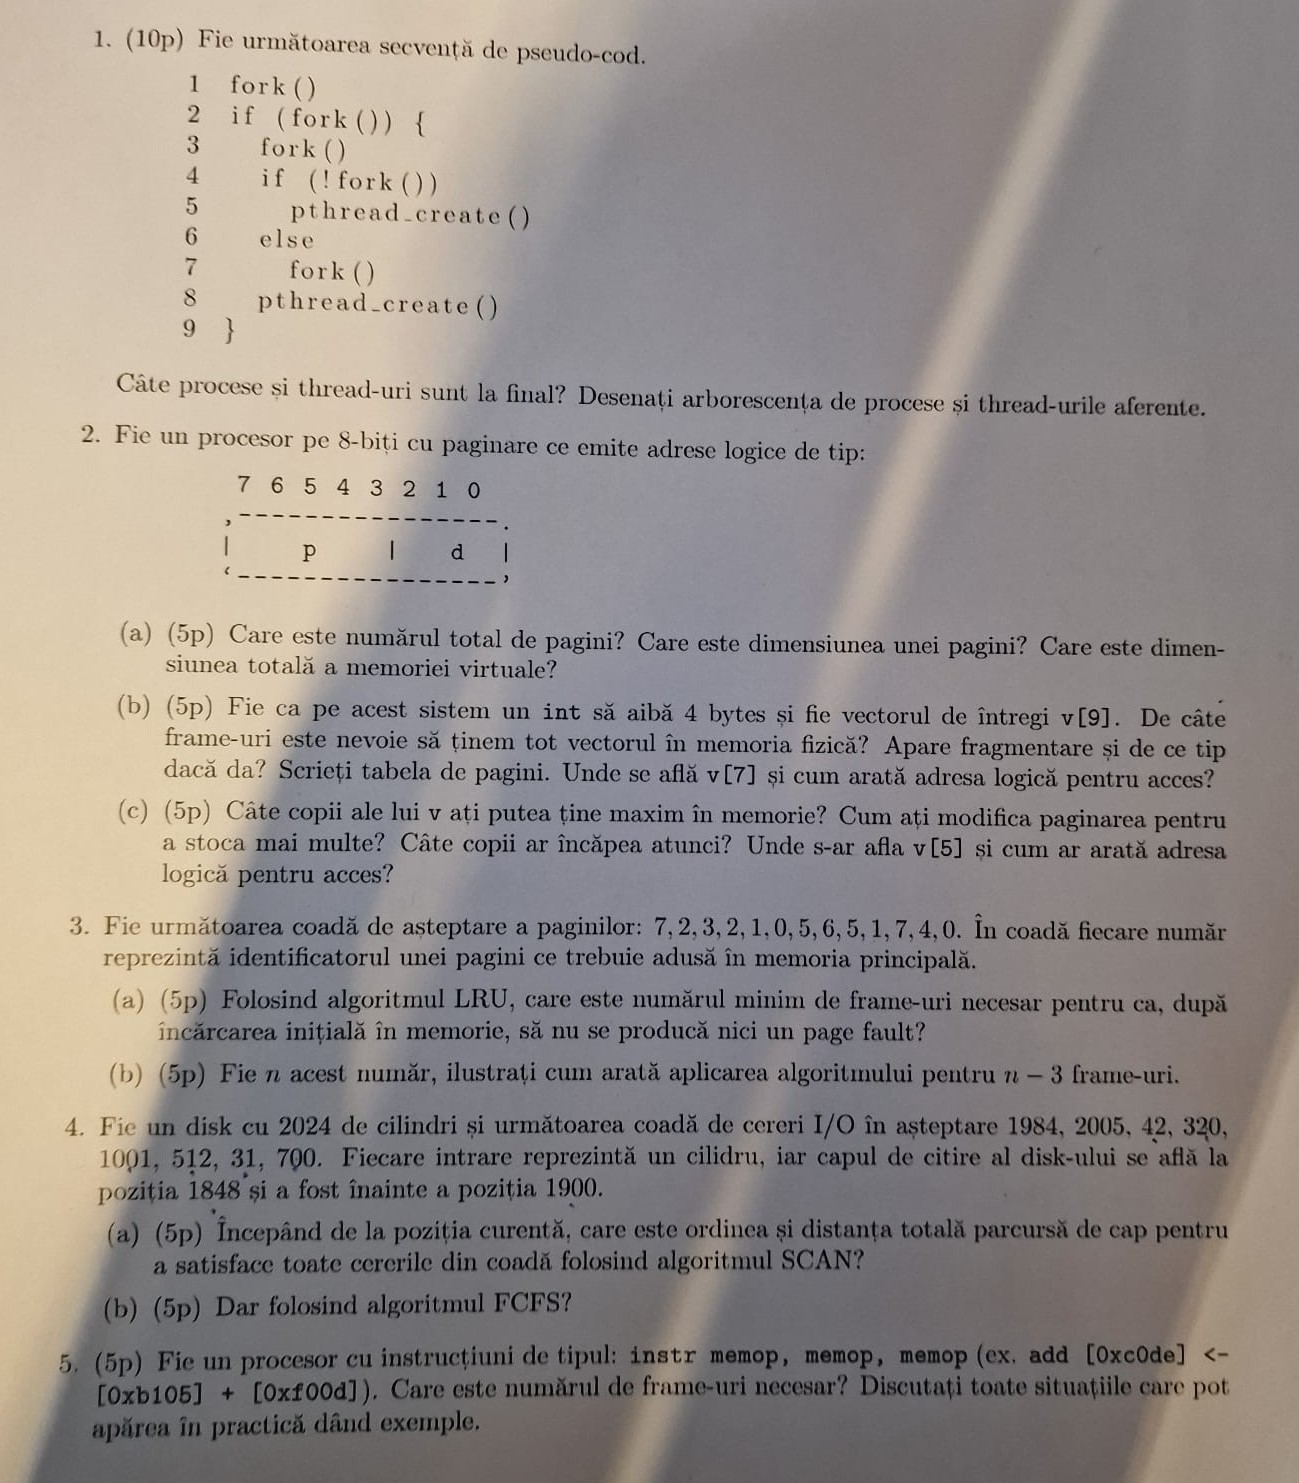 1. (10p) Fie următoarea secvență de pseudo-cod.
1 fork()
2 if (fork()) {
3 fork()
4 if (!fork())
5 pthread_create()
6 else
7 fork()
8 pthread_create()
9 }
Câte procese și thread-uri sunt la final? Desenați arborescența de procese și thread-urile aferente.
2. Fie un procesor pe 8-biți cu paginare ce emite adrese logice de tip:
7 6 5 4 3 2 1 0
,----------------.
| p | d |
‘----------------’
(a) (5p) Care este numărul total de pagini? Care este dimensiunea unei pagini? Care este dimen-
siunea totală a memoriei virtuale?
(b) (5p) Fie ca pe acest sistem un int să aibă 4 bytes și fie vectorul de întregi v[9]. De câte
frame-uri este nevoie să ținem tot vectorul în memoria fizică? Apare fragmentare și de ce tip
dacă da? Scrieți tabela de pagini. Unde se află v[7] și cum arată adresa logică pentru acces?
(c) (5p) Câte copii ale lui v ați putea ține maxim în memorie? Cum ați modifica paginarea pentru
a stoca mai multe? Câte copii ar încăpea atunci? Unde s-ar afla v[5] și cum ar arată adresa
logică pentru acces?
3. Fie următoarea coadă de așteptare a paginilor: 7, 2, 3, 2, 1, 0, 5, 6, 5, 1, 7, 4, 0. În coadă fiecare număr
reprezintă identificatorul unei pagini ce trebuie adusă în memoria principală.
(a) (5p) Folosind algoritmul LRU, care este numărul minim de frame-uri necesar pentru ca, după
încărcarea inițială în memorie, să nu se producă nici un page fault?
(b) (5p) Fie n acest număr, ilustrați cum arată aplicarea algoritmului pentru n − 3 frame-uri.
4. Fie un disk cu 2024 de cilindri și următoarea coadă de cereri I/O în așteptare 1984, 2005, 42, 320,
1001, 512, 31, 700. Fiecare intrare reprezintă un cilidru, iar capul de citire al disk-ului se află la
poziția 1848 și a fost înainte a poziția 1900.
(a) (5p) Începând de la poziția curentă, care este ordinea și distanța totală parcursă de cap pentru
a satisface toate cererile din coadă folosind algoritmul SCAN?
(b) (5p) Dar folosind algoritmul FCFS?
5. (5p) Fie un procesor cu instrucțiuni de tipul: instr memop, memop, memop (ex. add [0xc0de] <-
[0xb105] + [0xf00d]). Care este numărul de frame-uri necesar? Discutați toate situațiile care pot
apărea în practică dând exemple.